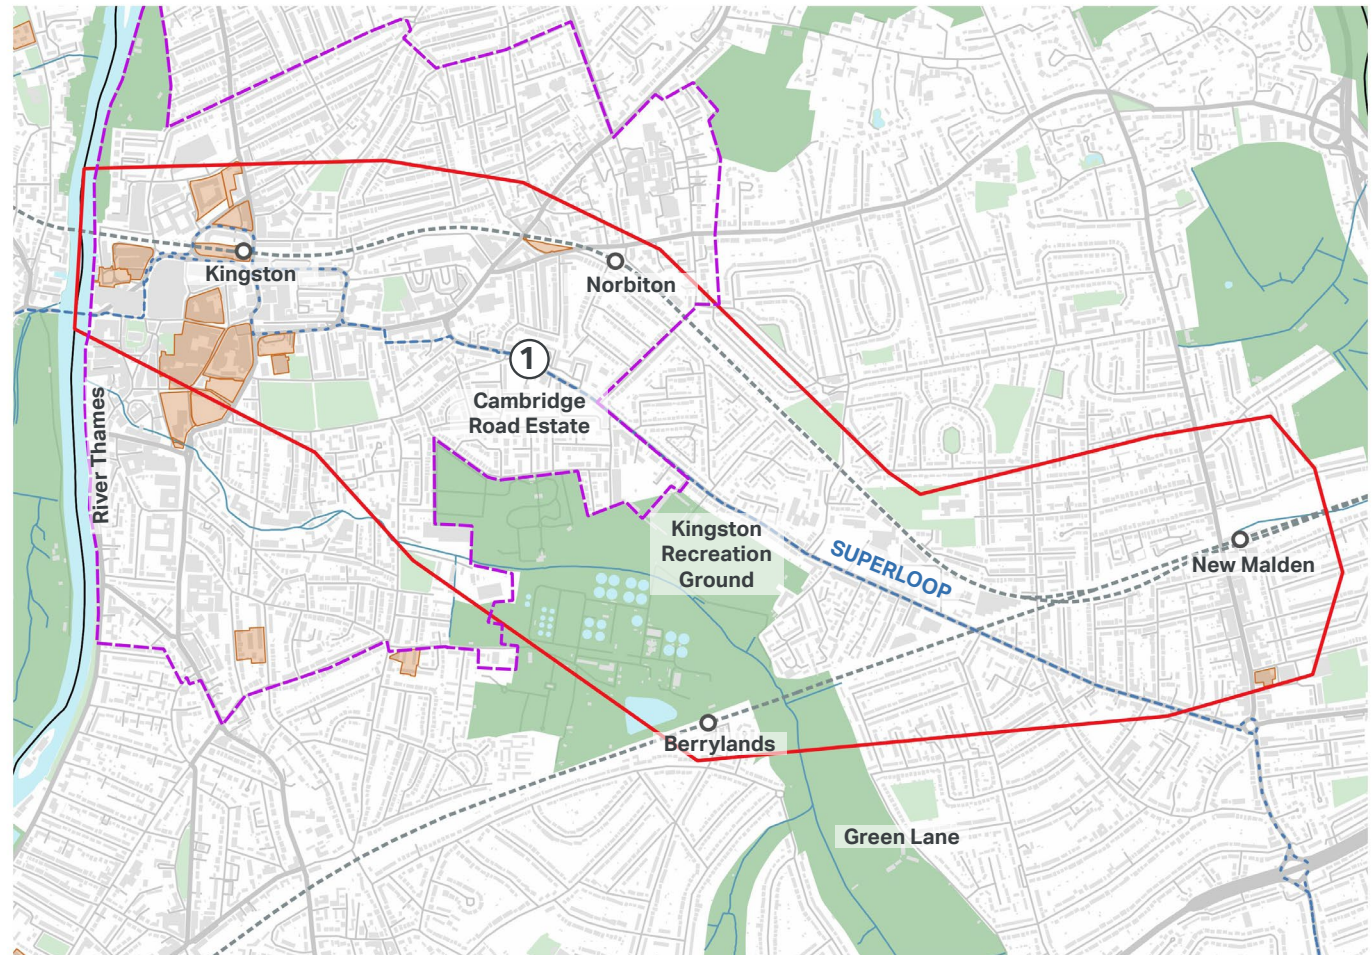 Kingston
Norbiton
1
Cambridge
Road Estate
River Thames
Kingston
Recreation
Ground
SUPERLOOP
New Malden
Berrylands
Green Lane